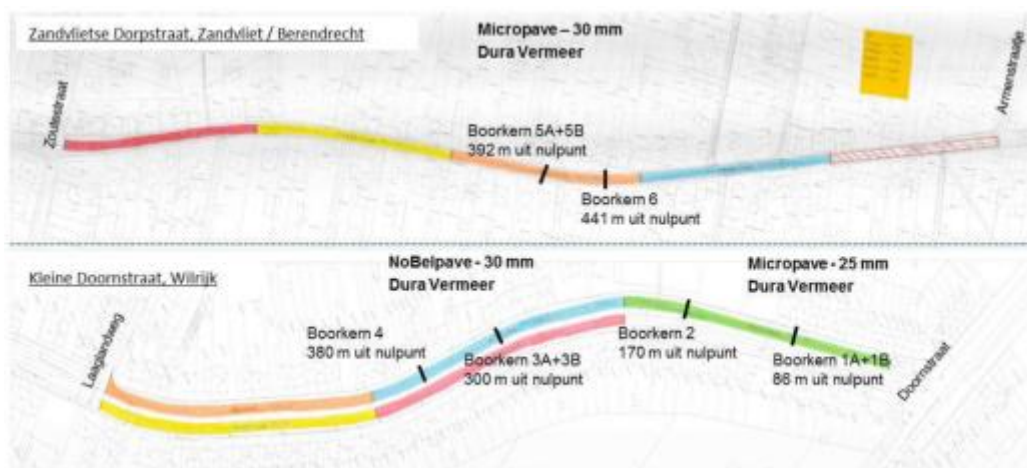 Zandvlietse Dorpstraat, Zandvliet / Berendrecht
Micropave – 30 mm
Dura Vermeer
Zoutestraat
Armenstraatje
Boorkern 5A+5B
392 m uit nulpunt
Boorkern 6
441 m uit nulpunt
Kleine Doornstraat, Wilrijk
NoBelpave - 30 mm
Dura Vermeer
Micropave - 25 mm
Dura Vermeer
Laaglandweg
Boorkern 4
380 m uit nulpunt
Boorkern 3A+3B
300 m uit nulpunt
Boorkern 2
170 m uit nulpunt
Boorkern 1A+1B
86 m uit nulpunt
Doornstraat